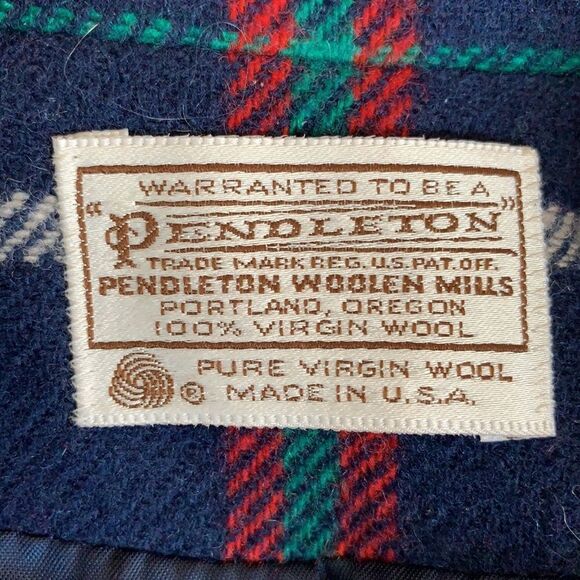 WARRANTED TO BE A
"PENDLETON"
TRADE MARK REG. U.S. PAT. OFF.
PENDLETON WOOLEN MILLS
PORTLAND, OREGON
100% VIRGIN WOOL
PURE VIRGIN WOOL
® MADE IN U.S.A.